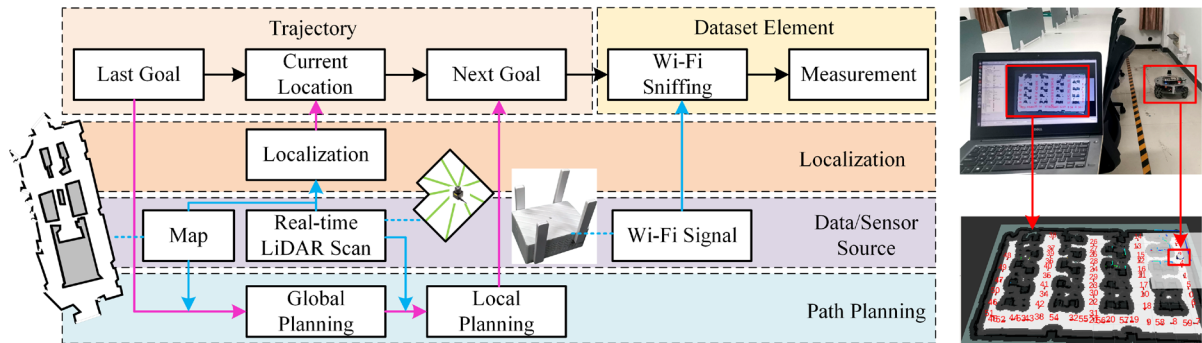 Trajectory
Dataset Element
Last Goal
Current
Location
Next Goal
Wi-Fi
Sniffing
Measurement
Localization
Localization
Map
Real-time
LiDAR Scan
Wi-Fi Signal
Data/Sensor
Source
Global
Planning
Local
Planning
Path Planning